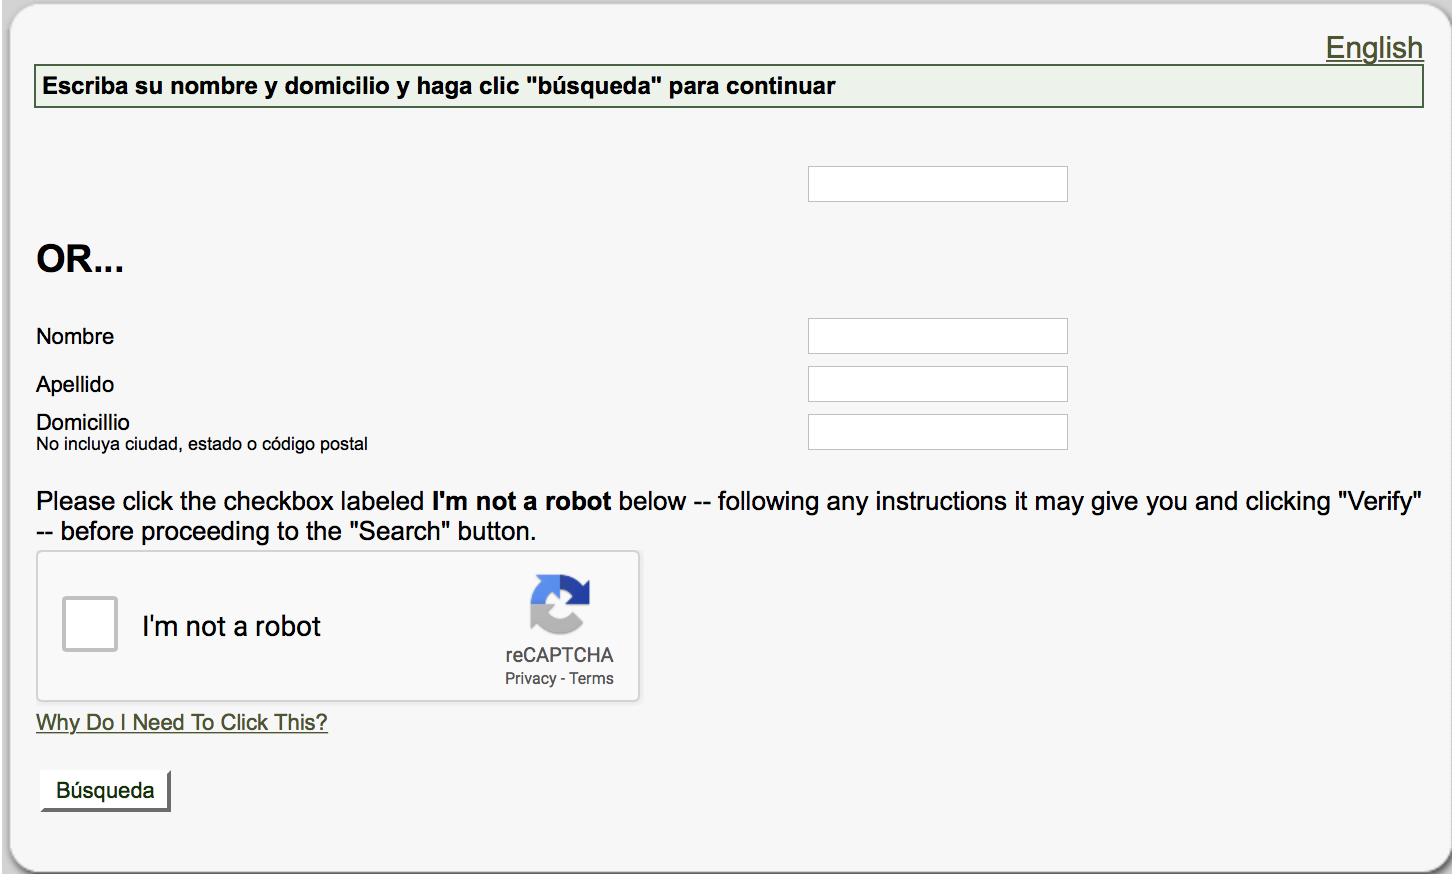 English
Escriba su nombre y domicilio y haga clic "búsqueda" para continuar
OR...
Nombre
Apellido
Domicillio
No incluya ciudad, estado o código postal
Please click the checkbox labeled I'm not a robot below -- following any instructions it may give you and clicking "Verify"
-- before proceeding to the "Search" button.
I'm not a robot
reCAPTCHA
Privacy - Terms
Why Do I Need To Click This?
Búsqueda